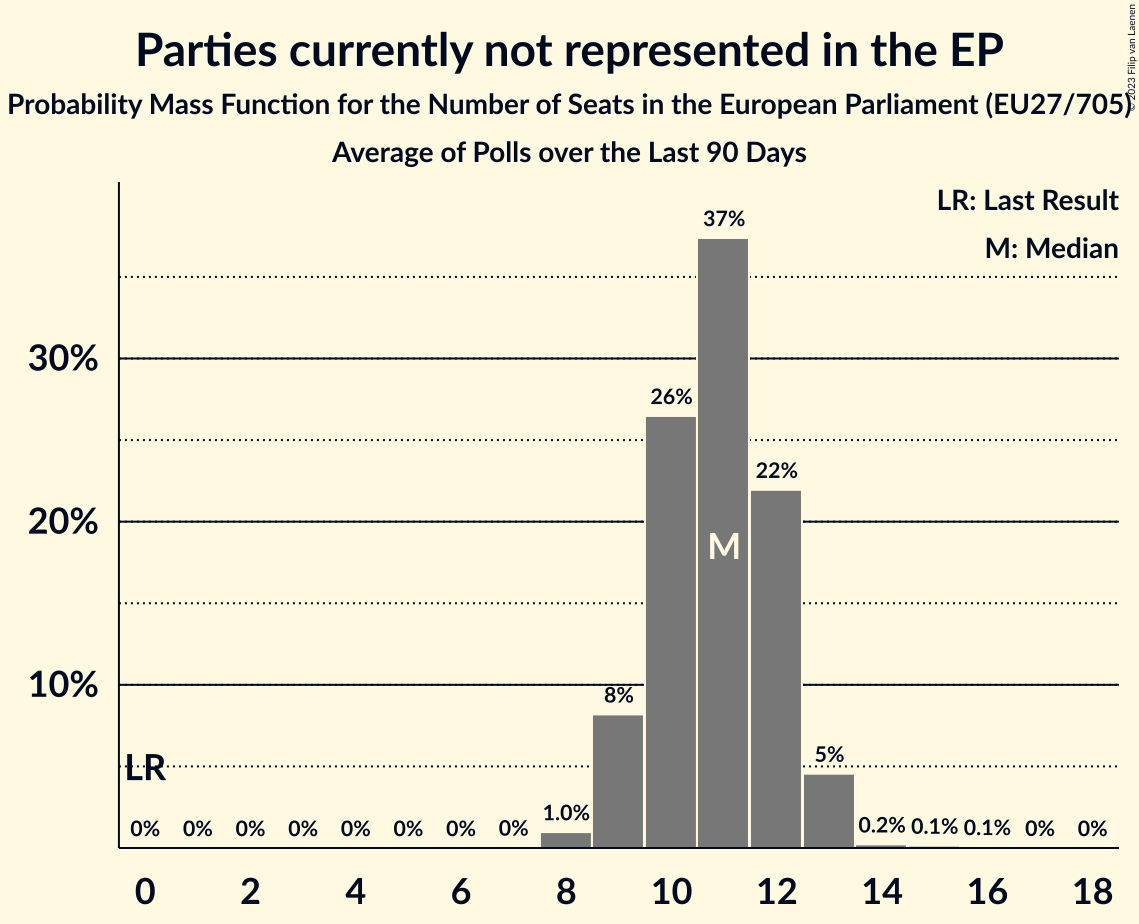 Parties currently not represented in the EP
Probability Mass Function for the Number of Seats in the European Parliament (EU27/705)
Average of Polls over the Last 90 Days
© 2023 Filip van Laenen
LR: Last Result
M: Median
37%
30%
26%
22%
20%
M
10%
8%
5%
LR
0% 0% 0% 0% 0% 0% 0% 0% 1.0% 0.2% 0.1% 0.1% 0% 0%
0 2 4 6 8 10 12 14 16 18